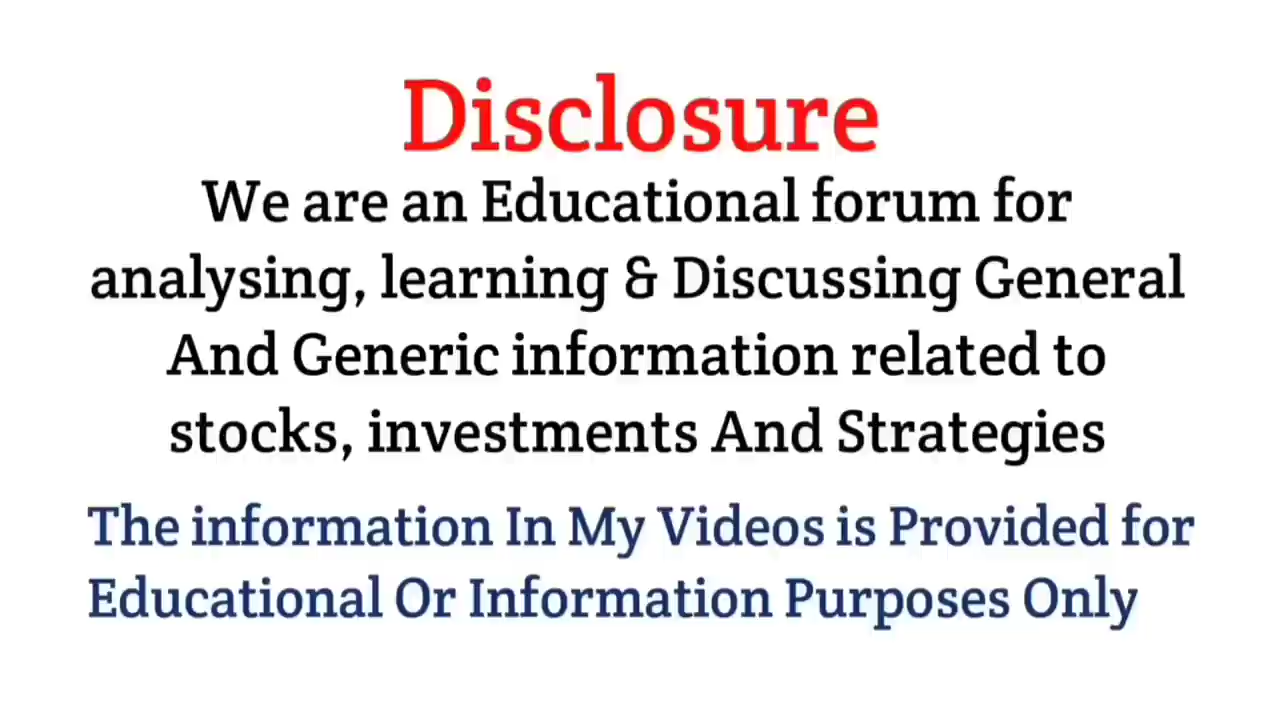 Disclosure
We are an Educational forum for
analysing, learning & Discussing General
And Generic information related to
stocks, investments And Strategies
The information In My Videos is Provided for
Educational Or Information Purposes Only